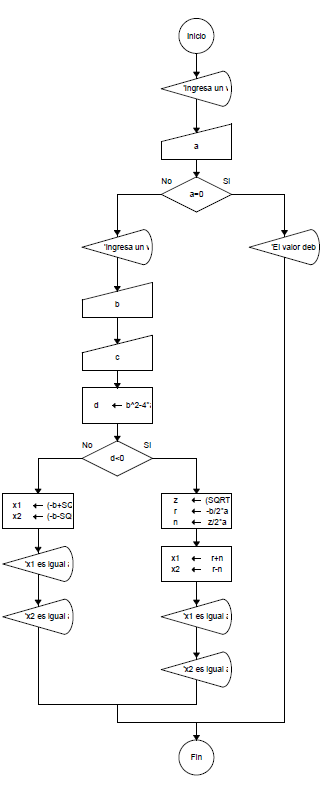 Inicio
'Ingresa un v
a
No
Si
a=0
'Ingresa un v
'El valor deb
b
c
d ← b^2-4*a
No
Si
d<0
x1 ← (-b+SQ
x2 ← (-b-SQ
z ← (SQRT
r ← -b/2*a
n ← z/2*a
x1 ← r+n
x2 ← r-n
'x1 es igual a
'x1 es igual a
'x2 es igual a
'x2 es igual a
Fin